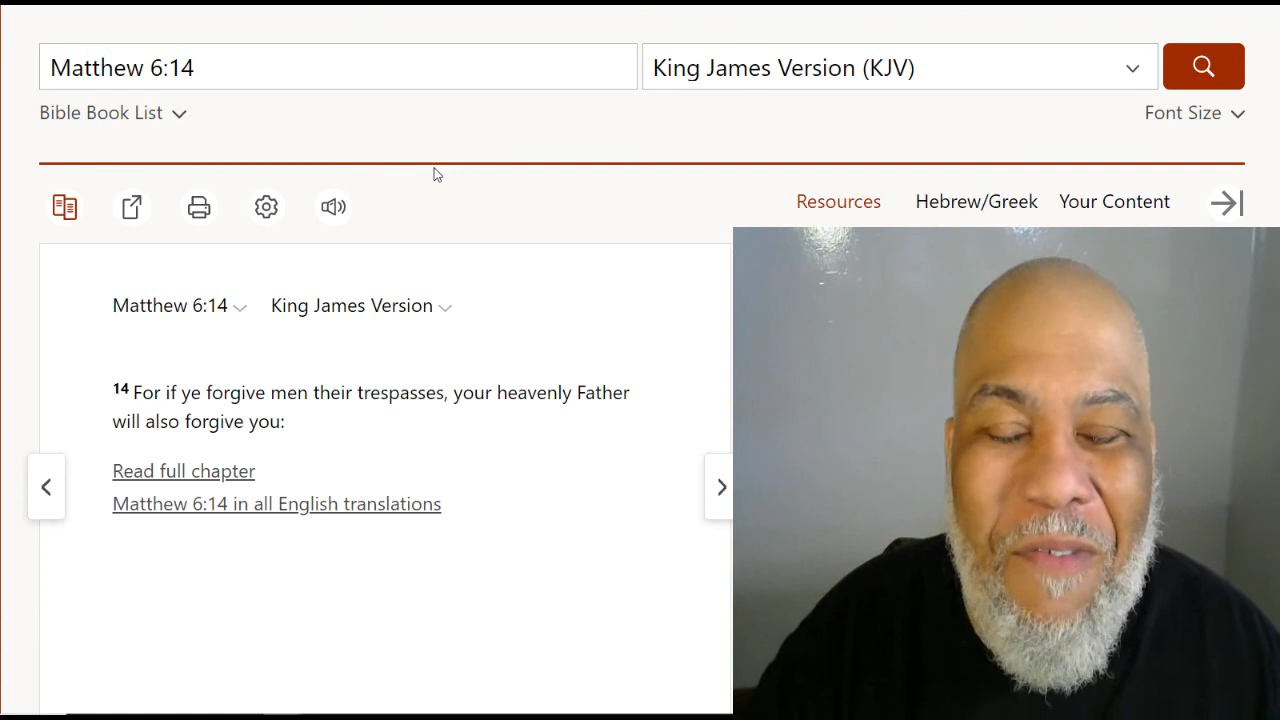 Matthew 6:14
King James Version (KJV)
Bible Book List
Font Size
Resources
Hebrew/Greek
Your Content
Matthew 6:14
King James Version
14 For if ye forgive men their trespasses, your heavenly Father
will also forgive you:
Read full chapter
Matthew 6:14 in all English translations